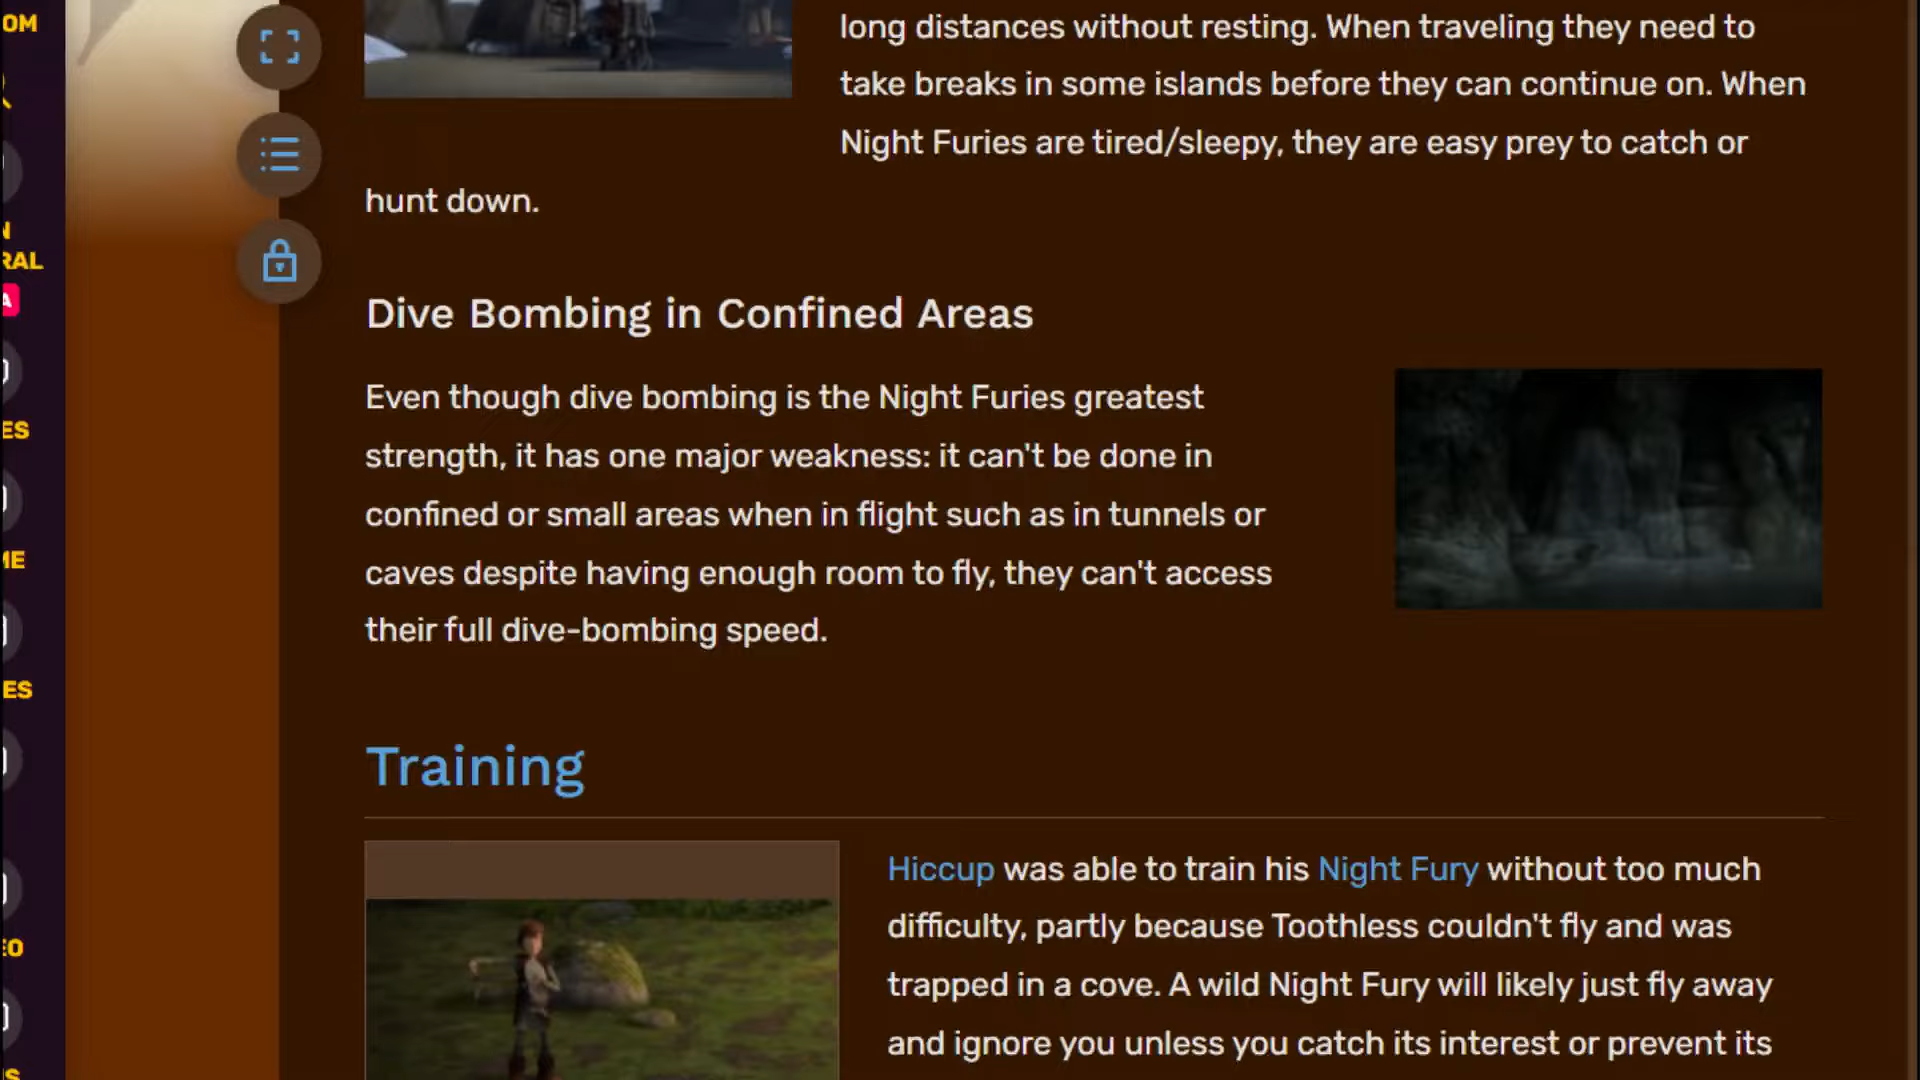 OM
long distances without resting. When traveling they need to
take breaks in some islands before they can continue on. When
Night Furies are tired/sleepy, they are easy prey to catch or
hunt down.
N
RAL
A
Dive Bombing in Confined Areas
Even though dive bombing is the Night Furies greatest
strength, it has one major weakness: it can't be done in
confined or small areas when in flight such as in tunnels or
caves despite having enough room to fly, they can't access
their full dive-bombing speed.
ES
ME
ES
Training
Hiccup was able to train his Night Fury without too much
difficulty, partly because Toothless couldn't fly and was
trapped in a cove. A wild Night Fury will likely just fly away
and ignore you unless you catch its interest or prevent its
EO